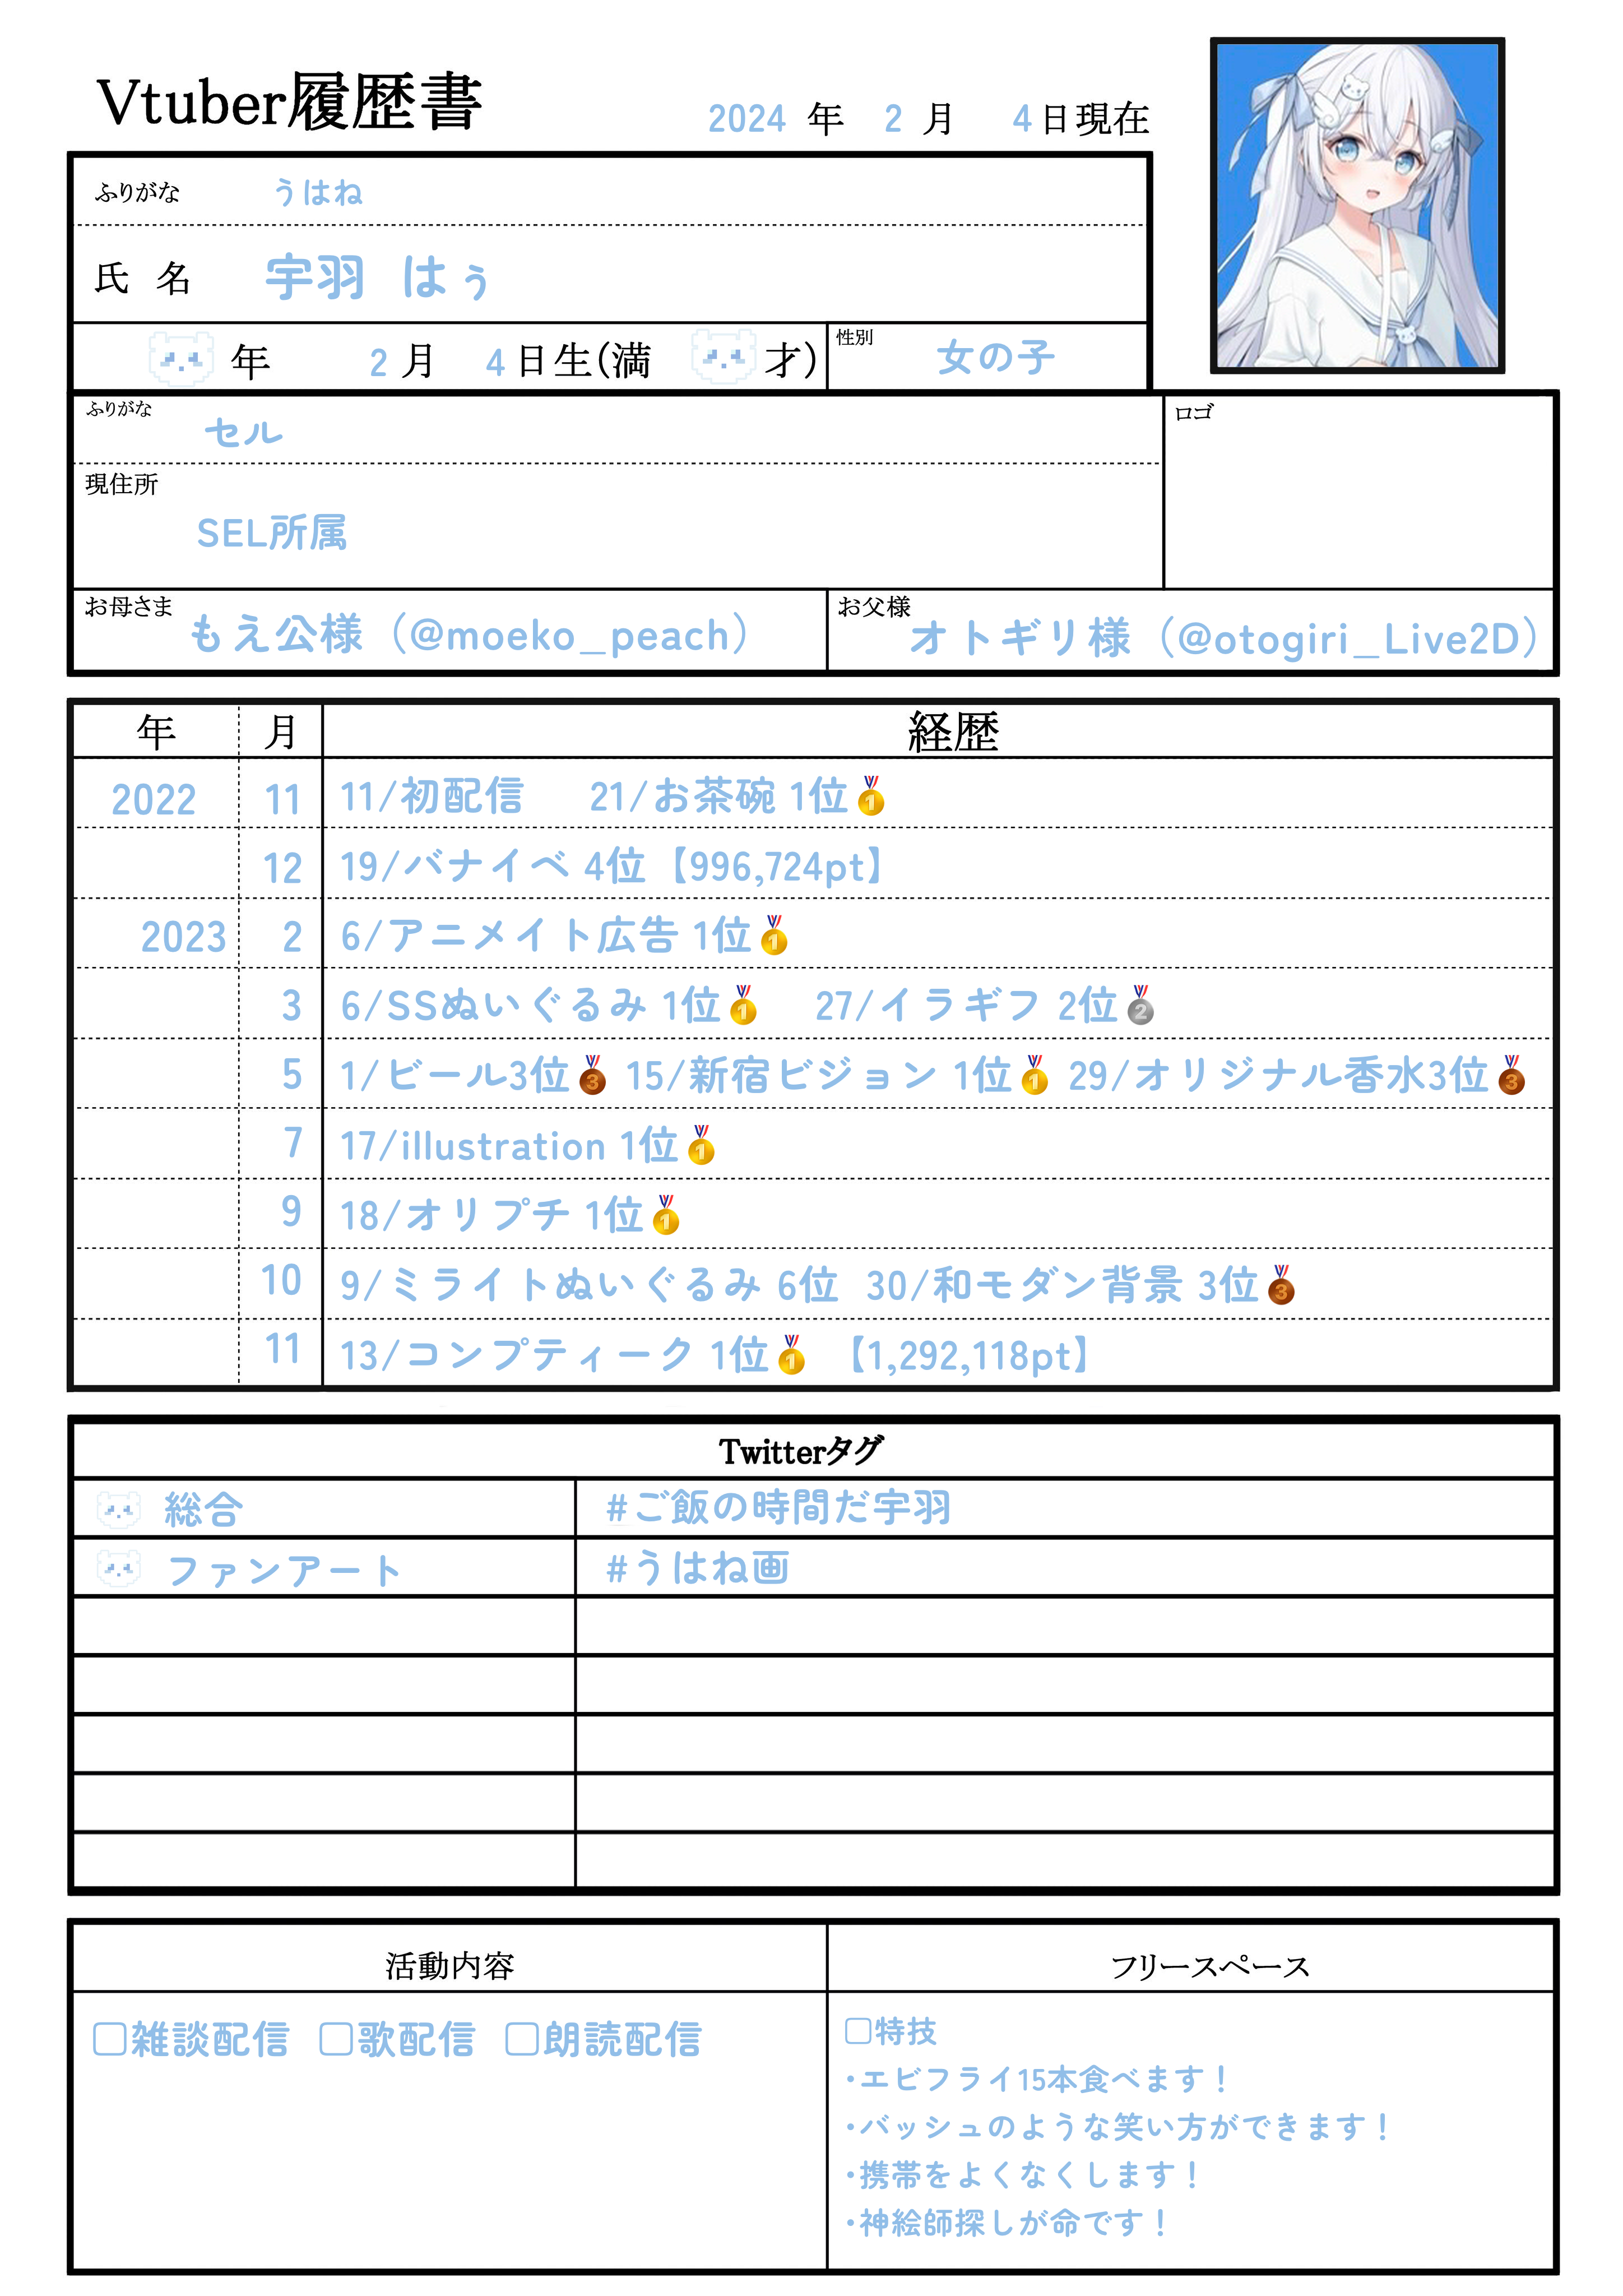 Vtuber履歴書
2024 年 2 月 4 日現在
ふりがな うはね
氏 名 宇羽 はぅ
年 2 月 4 日生(満 才)
性別 女の子
ふりがな セル
ロゴ
現住所
SEL所属
お母さま もえ公様（@moeko_peach）
お父様 オトギリ様（@otogiri_Live2D）
年 月 経歴
2022 11 11/初配信 21/お茶碗 1位🥇
12 19/バナイベ 4位【996,724pt】
2023 2 6/アニメイト広告 1位🥇
3 6/SSぬいぐるみ 1位🥇 27/イラギフ 2位🥈
5 1/ビール3位🥉 15/新宿ビジョン 1位🥇 29/オリジナル香水3位🥉
7 17/illustration 1位🥇
9 18/オリプチ 1位🥇
10 9/ミライトぬいぐるみ 6位 30/和モダン背景 3位🥉
11 13/コンプティーク 1位🥇 【1,292,118pt】
Twitterタグ
総合 #ご飯の時間だ宇羽
ファンアート #うはね画
活動内容
▢雑談配信 ▢歌配信 ▢朗読配信
フリースペース
▢特技
・エビフライ15本食べます！
・バッシュのような笑い方ができます！
・携帯をよくなくします！
・神絵師探しが命です！